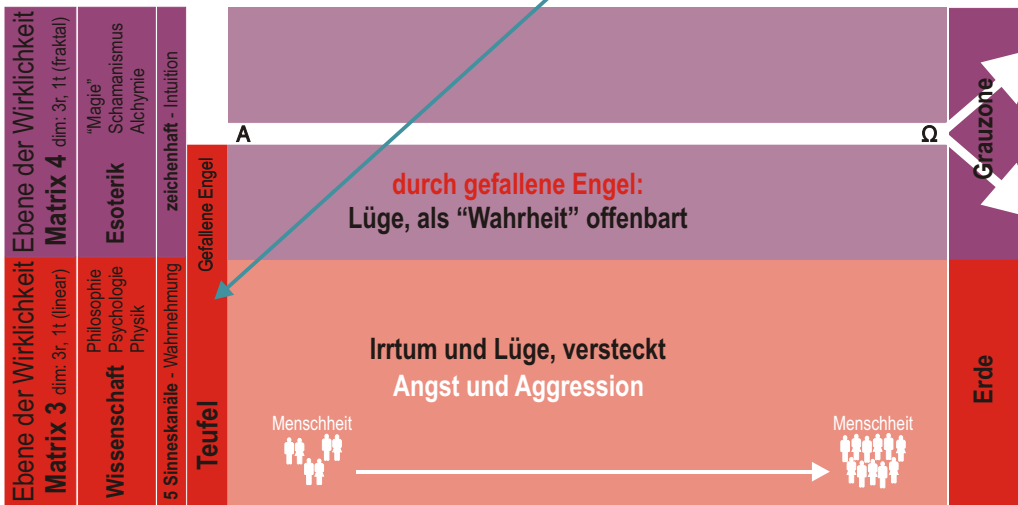 Ebene der Wirklichkeit
Matrix 4 dim: 3r, 1t (fraktal)
"Magie"
Schamanismus
Alchymie
Esoterik
zeichenhaft - Intuition
Gefallene Engel
A
Ω
Grauzone
durch gefallene Engel:
Lüge, als “Wahrheit” offenbart
Ebene der Wirklichkeit
Matrix 3 dim: 3r, 1t (linear)
Philosophie
Psychologie
Physik
Wissenschaft
5 Sinneskanäle - Wahrnehmung
Teufel
Irrtum und Lüge, versteckt
Angst und Aggression
Menschheit
Menschheit
Erde